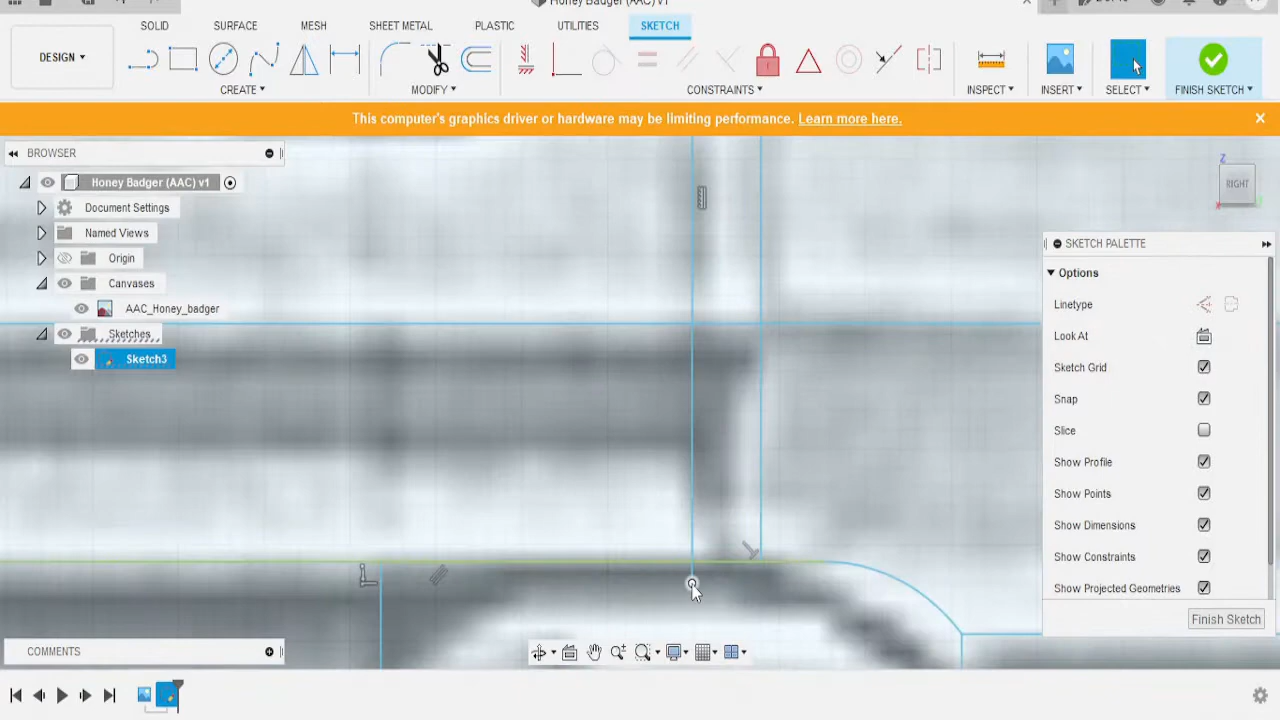 Honey Badger (AAC) v1
SOLID
SURFACE
MESH
SHEET METAL
PLASTIC
UTILITIES
SKETCH
DESIGN
CREATE
MODIFY
CONSTRAINTS
INSPECT
INSERT
SELECT
FINISH SKETCH
This computer's graphics driver or hardware may be limiting performance. Learn more here.
BROWSER
Honey Badger (AAC) v1
Document Settings
Named Views
Origin
Canvases
AAC_Honey_badger
Sketches
Sketch3
Z
RIGHT
X
SKETCH PALETTE
Options
Linetype
Look At
Sketch Grid
Snap
Slice
Show Profile
Show Points
Show Dimensions
Show Constraints
Show Projected Geometries
Finish Sketch
COMMENTS